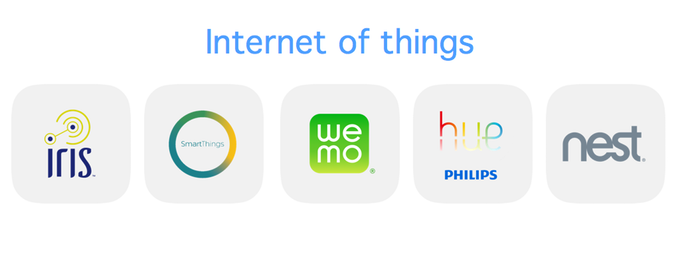 Internet of things
iris
SmartThings
we
mo
hue
PHILIPS
nest